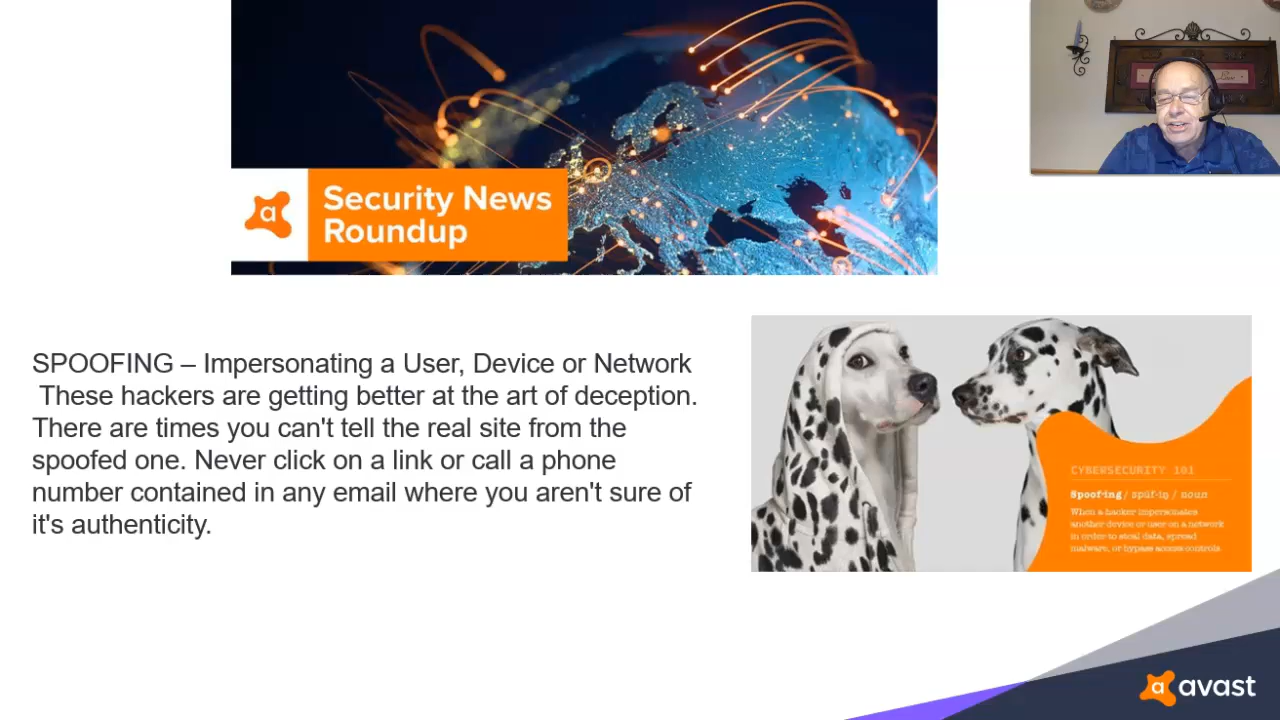 Security News
Roundup
SPOOFING – Impersonating a User, Device or Network
These hackers are getting better at the art of deception.
There are times you can't tell the real site from the
spoofed one. Never click on a link or call a phone
number contained in any email where you aren't sure of
it's authenticity.
CYBERSECURITY 101
Spoof·ing / spüf-iŋ / noun
When a hacker impersonates
another device or user on a network
in order to steal data, spread
malware, or bypass access controls.
avast